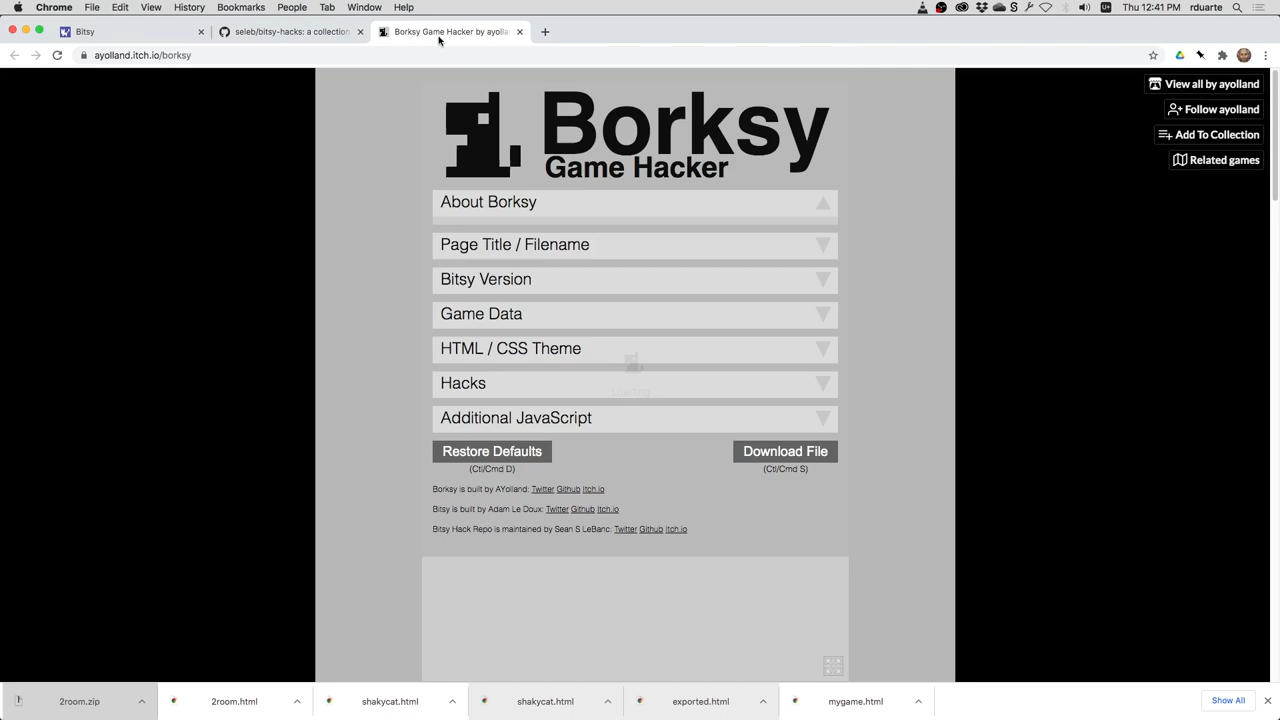 Chrome File Edit View History Bookmarks People Tab Window Help
Thu 12:41 PM rduarte
Bitsy
seleb/bitsy-hacks: a collection
Borksy Game Hacker by ayolla
ayolland.itch.io/borksy
View all by ayolland
Follow ayolland
Add To Collection
Related games
Borksy
Game Hacker
About Borksy
Page Title / Filename
Bitsy Version
Game Data
HTML / CSS Theme
Hacks
Additional JavaScript
Restore Defaults Download File
(Ctl/Cmd D) (Ctl/Cmd S)
Borksy is built by AYolland: Twitter Github Itch.io
Bitsy is built by Adam Le Doux: Twitter Github Itch.io
Bitsy Hack Repo is maintained by Sean S LeBanc: Twitter Github Itch.io
2room.zip 2room.html shakycat.html shakycat.html exported.html mygame.html Show All